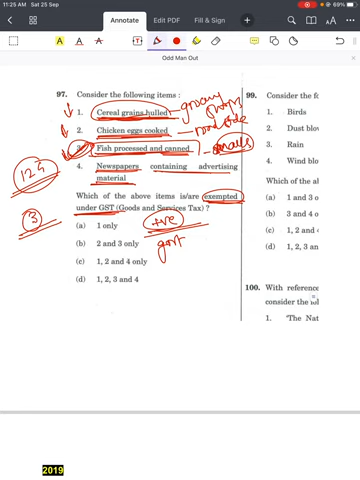 11:25 AM Sat 25 Sep
Annotate
Edit PDF
Fill & Sign
Odd Man Out
97. Consider the following items :
1. Cereal grains hulled
2. Chicken eggs cooked
3. Fish processed and canned
4. Newspapers containing advertising
material
Which of the above items is/are exempted
under GST (Goods and Services Tax) ?
(a) 1 only
(b) 2 and 3 only
(c) 1, 2 and 4 only
(d) 1, 2, 3 and 4
3
+ve
govt
99. Consider the fo
1. Birds
2. Dust blow
3. Rain
4. Wind blo
Which of the al
(a) 1 and 3 o
(b) 3 and 4 o
(c) 1, 2 and
(d) 1, 2, 3 an
100. With reference
consider the fol
1. 'The Nat
2019